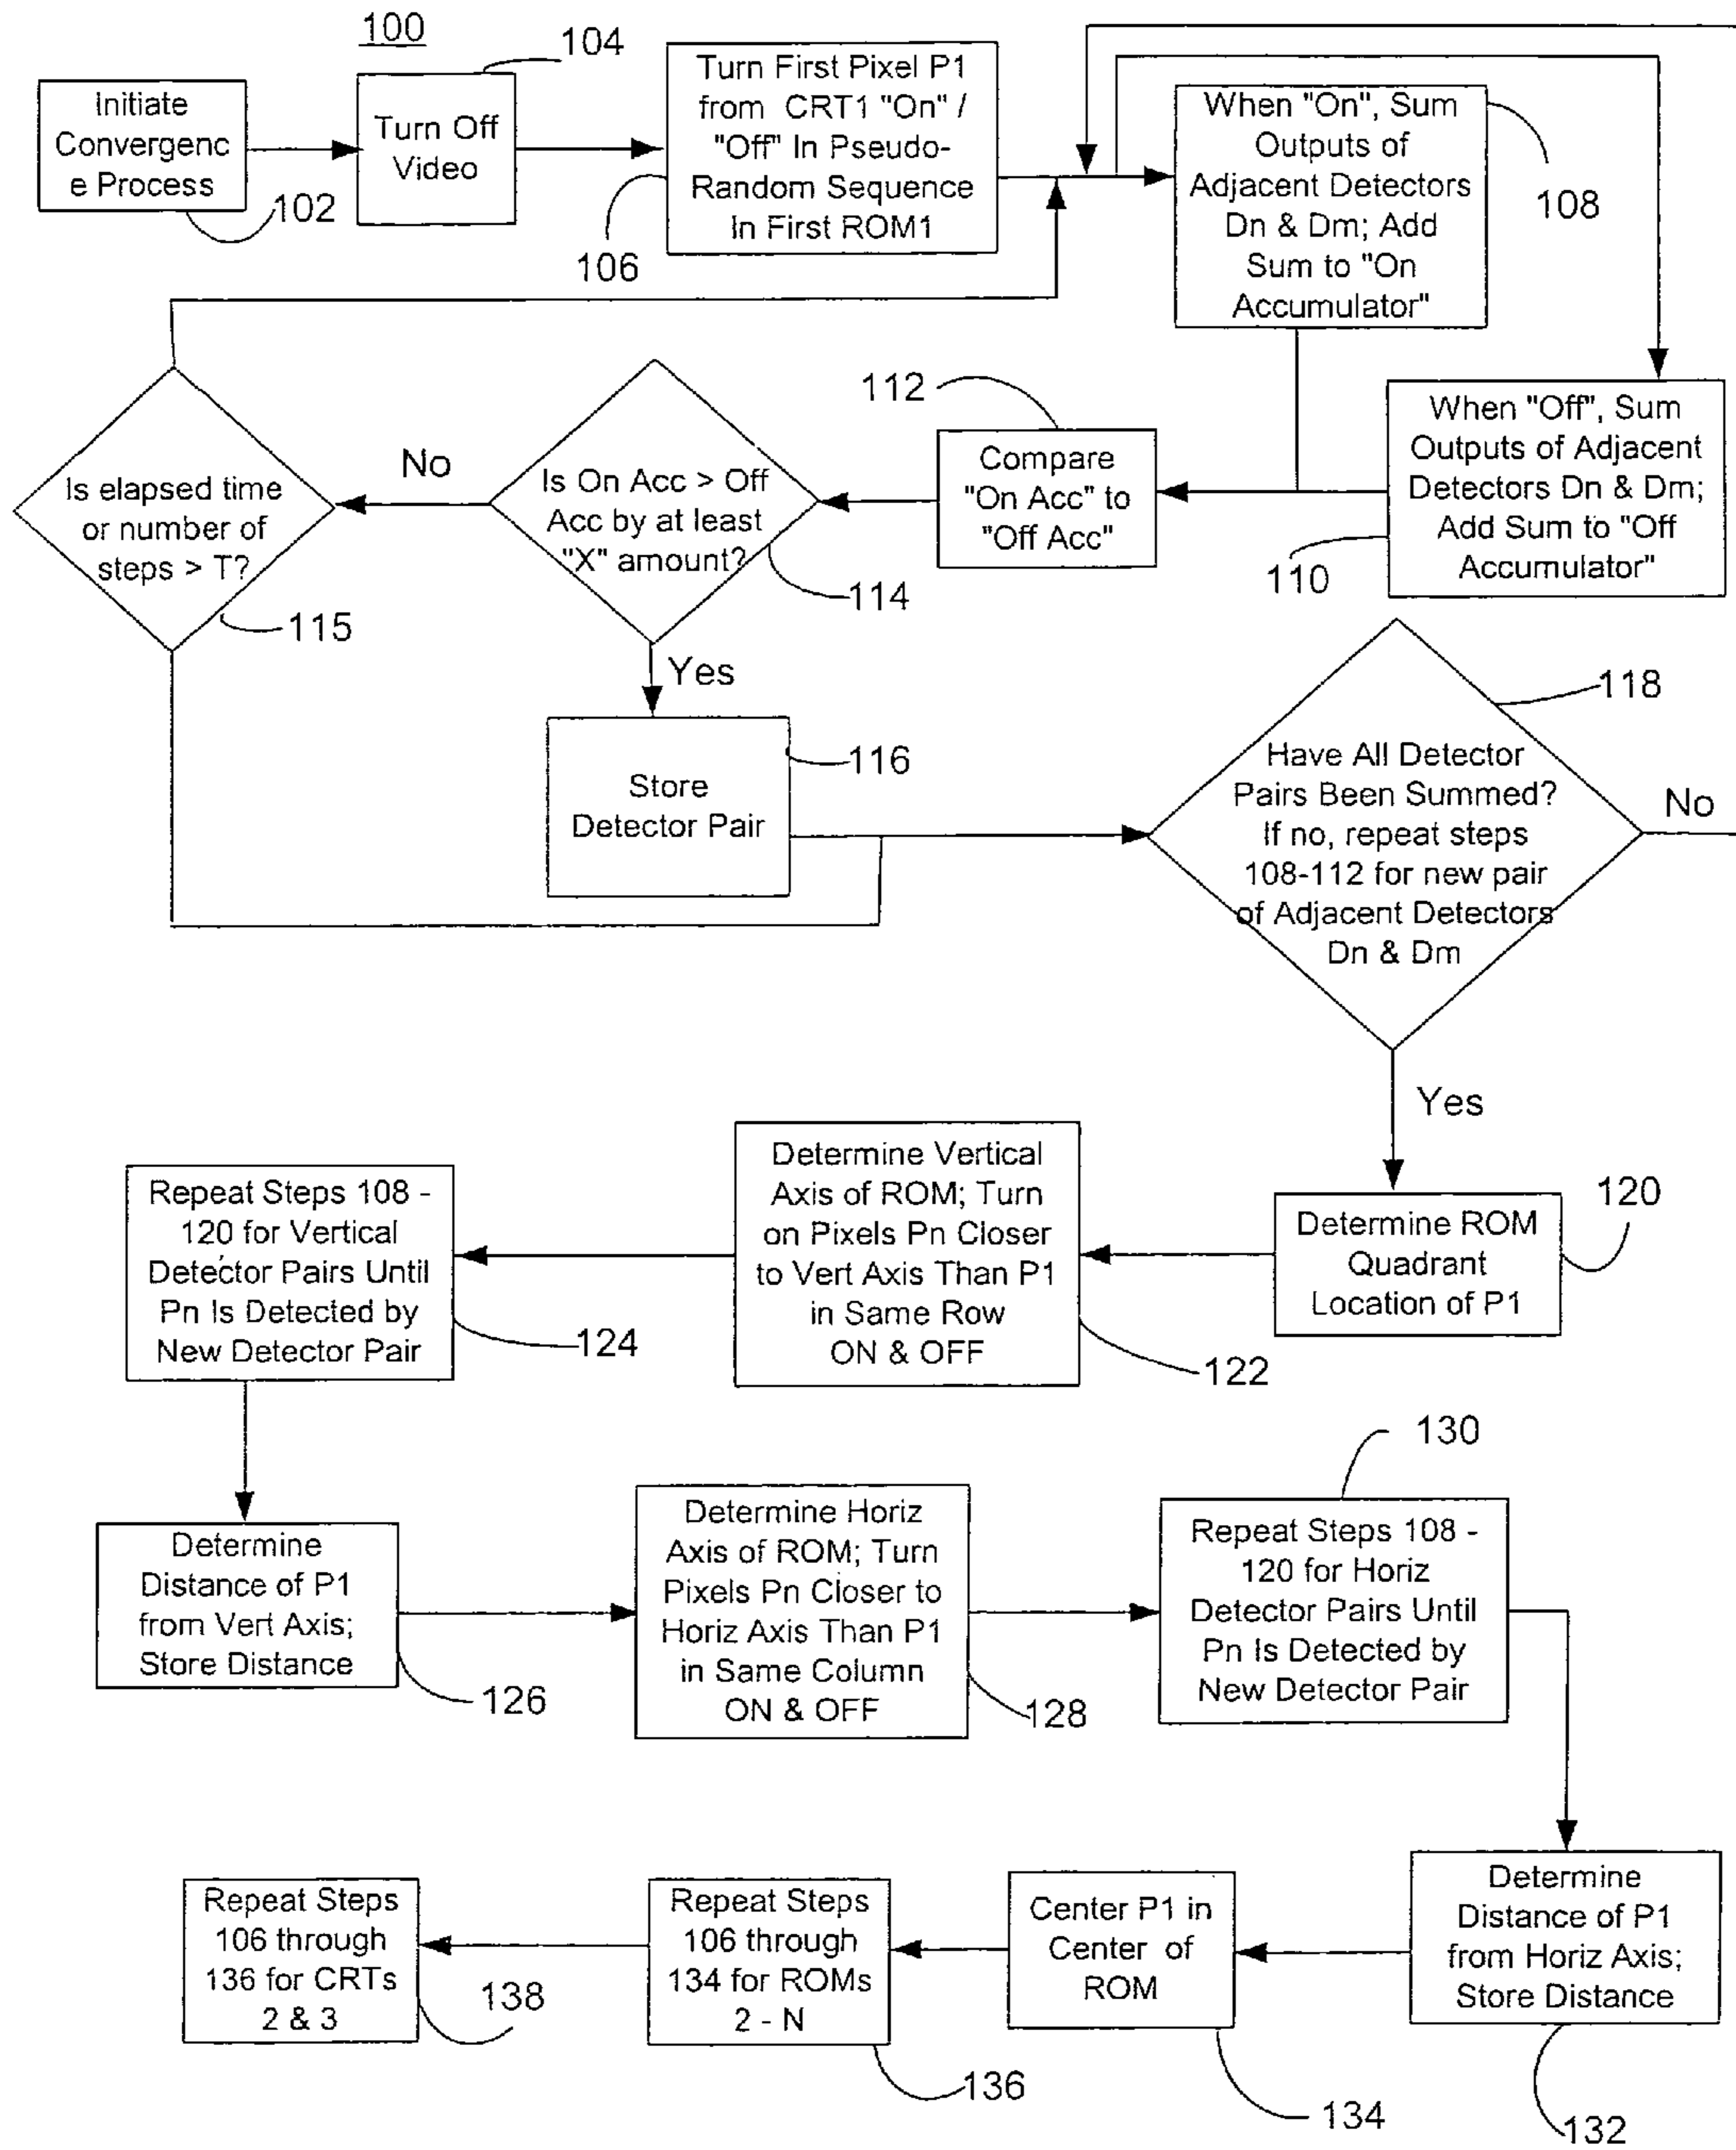 100
Initiate
Convergenc
e Process
102
104
Turn Off
Video
Turn First Pixel P1
from CRT1 "On" /
"Off" In Pseudo-
Random Sequence
In First ROM1
106
When "On", Sum
Outputs of
Adjacent Detectors
Dn & Dm; Add
Sum to "On
Accumulator"
108
When "Off", Sum
Outputs of Adjacent
Detectors Dn & Dm;
Add Sum to "Off
Accumulator"
110
112
Compare
"On Acc" to
"Off Acc"
Is On Acc > Off
Acc by at least
"X" amount?
114
No
Is elapsed time
or number of
steps > T?
115
Yes
Store
Detector Pair
116
118
Have All Detector
Pairs Been Summed?
If no, repeat steps
108-112 for new pair
of Adjacent Detectors
Dn & Dm
No
Yes
Determine ROM
Quadrant
Location of P1
120
Determine Vertical
Axis of ROM; Turn
on Pixels Pn Closer
to Vert Axis Than P1
in Same Row
ON & OFF
122
Repeat Steps 108 -
120 for Vertical
Detector Pairs Until
Pn Is Detected by
New Detector Pair
124
Determine
Distance of P1
from Vert Axis;
Store Distance
126
Determine Horiz
Axis of ROM; Turn
Pixels Pn Closer to
Horiz Axis Than P1
in Same Column
ON & OFF
128
130
Repeat Steps 108 -
120 for Horiz
Detector Pairs Until
Pn Is Detected by
New Detector Pair
Determine
Distance of P1
from Horiz Axis;
Store Distance
132
Center P1 in
Center of
ROM
134
Repeat Steps
106 through
134 for ROMs
2 - N
136
Repeat Steps
106 through
136 for CRTs
2 & 3
138